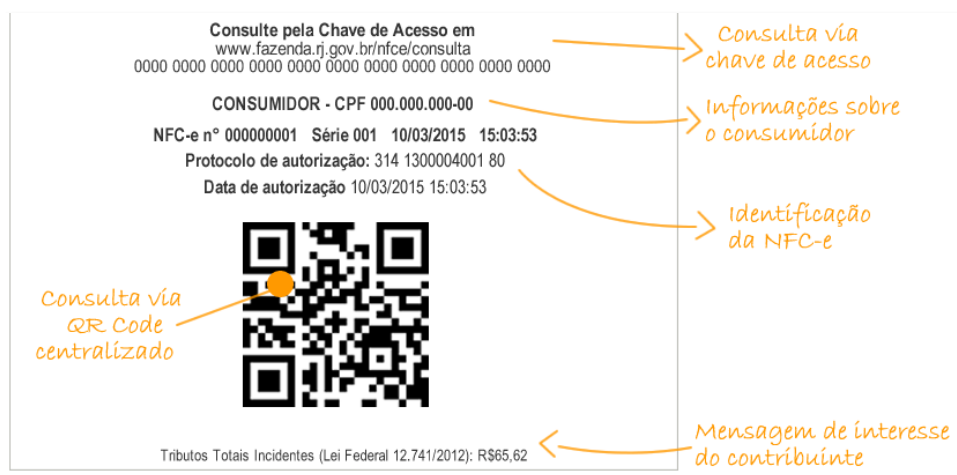 Consulte pela Chave de Acesso em
www.fazenda.rj.gov.br/nfce/consulta
0000 0000 0000 0000 0000 0000 0000 0000 0000 0000 0000
CONSUMIDOR - CPF 000.000.000-00
NFC-e n° 000000001 Série 001 10/03/2015 15:03:53
Protocolo de autorização: 314 1300004001 80
Data de autorização 10/03/2015 15:03:53
Tributos Totais Incidentes (Lei Federal 12.741/2012): R$65,62
Consulta via
chave de acesso
Informações sobre
o consumidor
Identificação
da NFC-e
Consulta via
QR Code
centralizado
Mensagem de interesse
do contribuinte